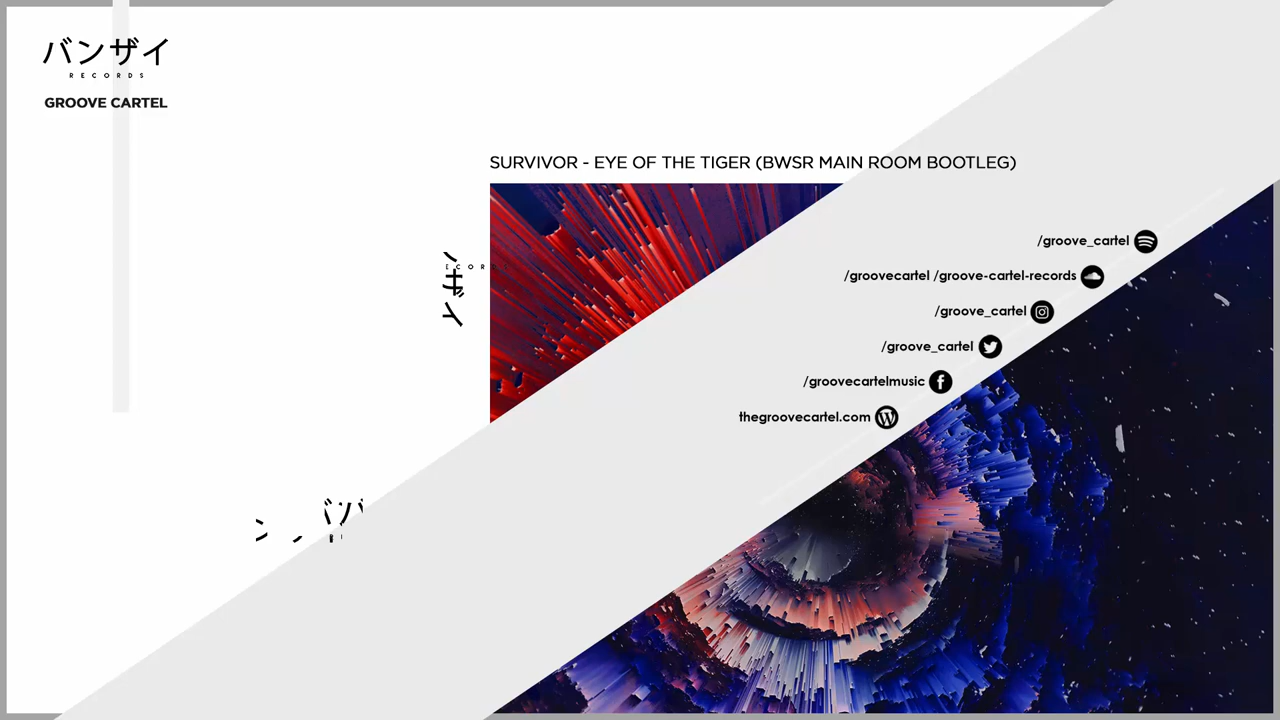 バンザイ
RECORDS
GROOVE CARTEL
SURVIVOR - EYE OF THE TIGER (BWSR MAIN ROOM BOOTLEG)
/groove_cartel
/groovecartel /groove-cartel-records
/groove_cartel
/groove_cartel
/groovecartelmusic
thegroovecartel.com